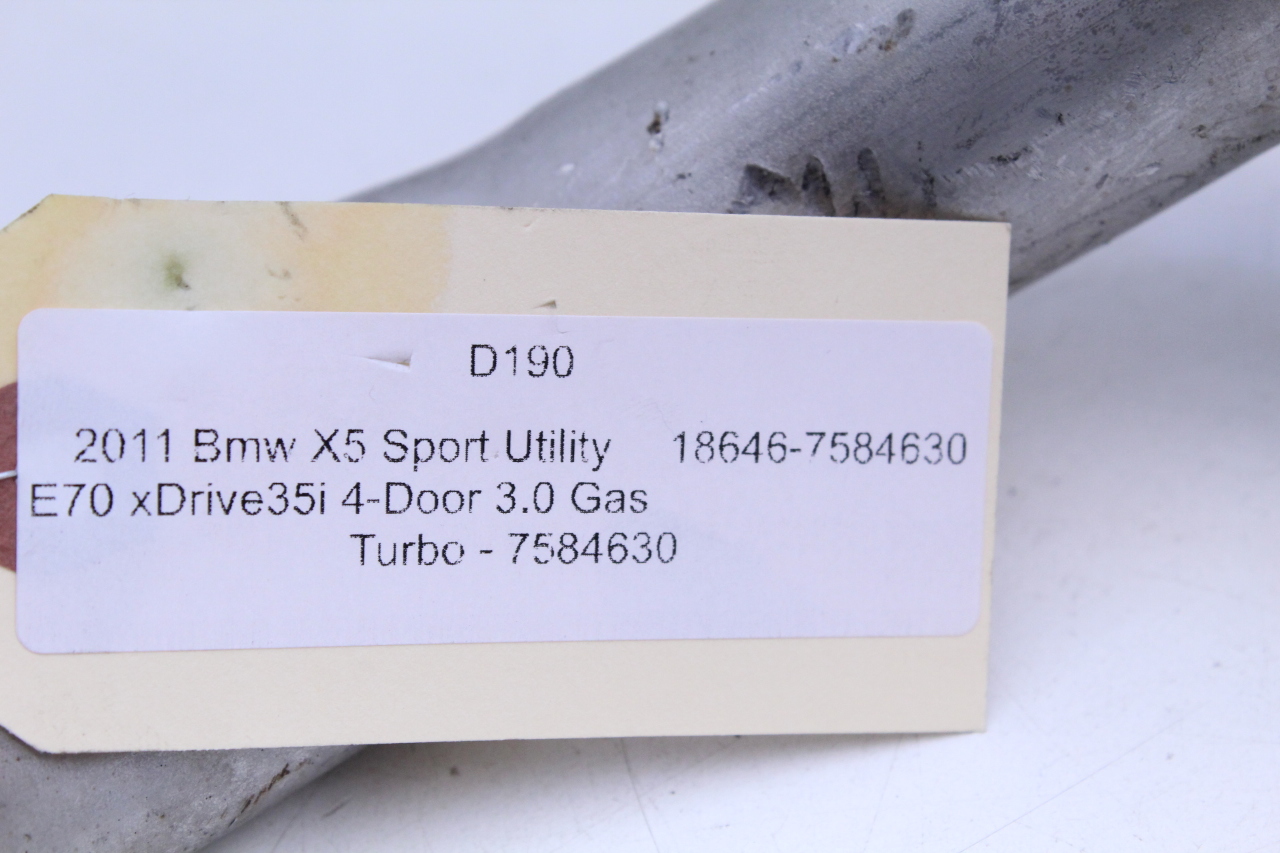 D190
2011 Bmw X5 Sport Utility 18646-7584630
E70 xDrive35i 4-Door 3.0 Gas
Turbo - 7584630